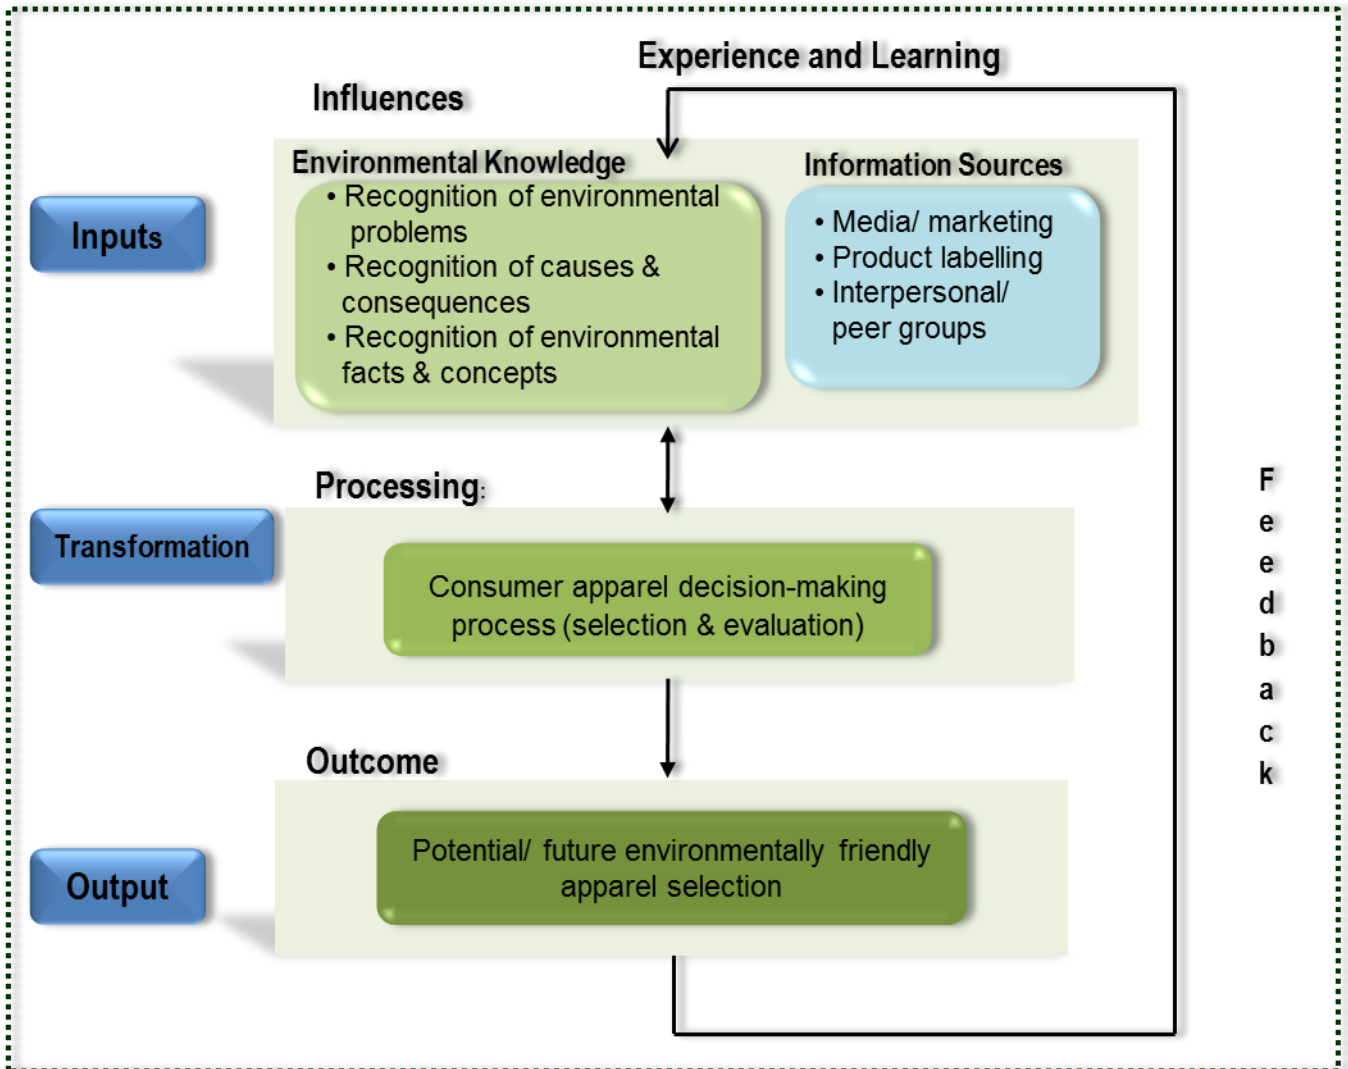 Experience and Learning
Influences
Environmental Knowledge
• Recognition of environmental
problems
• Recognition of causes &
consequences
• Recognition of environmental
facts & concepts
Information Sources
• Media/ marketing
• Product labelling
• Interpersonal/
peer groups
Inputs
Processing:
Transformation
Consumer apparel decision-making
process (selection & evaluation)
Outcome
Output
Potential/ future environmentally friendly
apparel selection
F
e
e
d
b
a
c
k